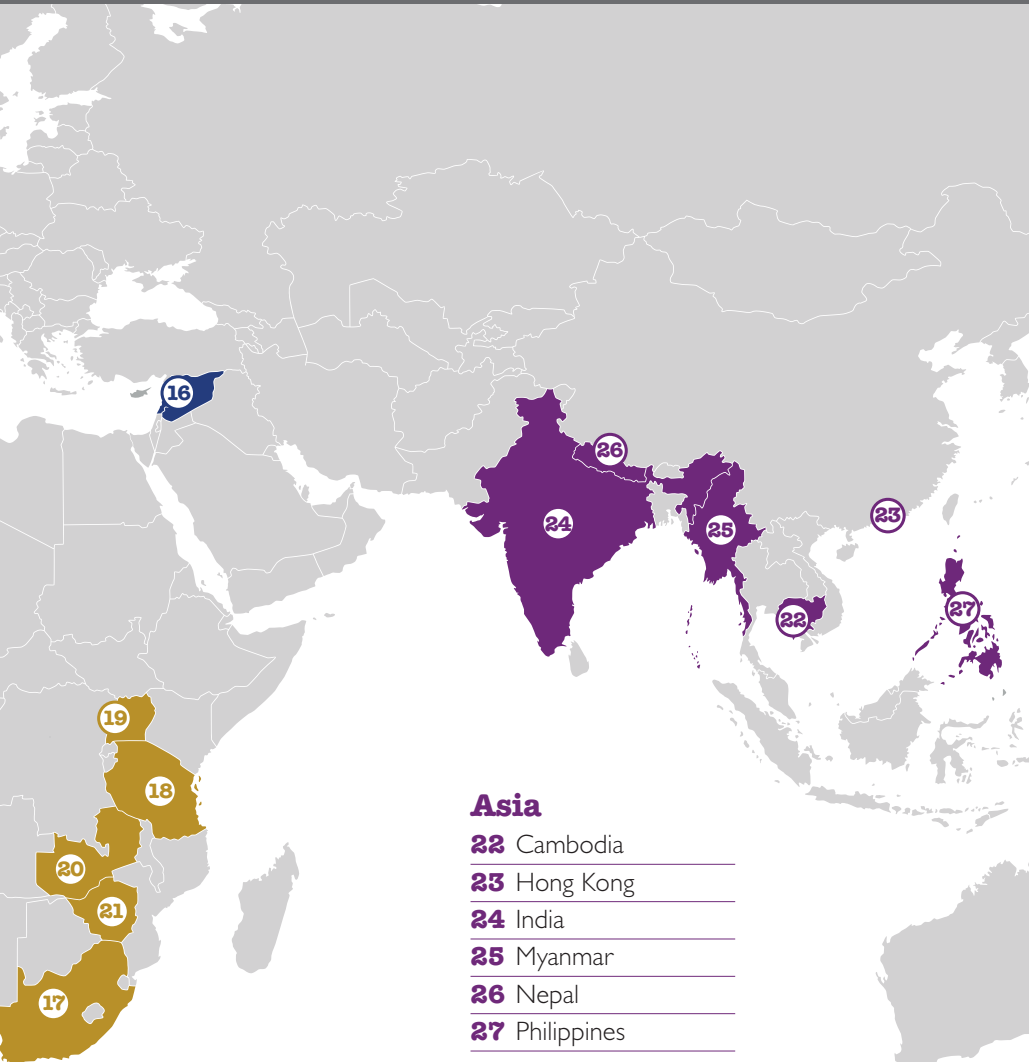 16
26
24
25
23
22
27
19
18
20
21
17
Asia
22 Cambodia
23 Hong Kong
24 India
25 Myanmar
26 Nepal
27 Philippines